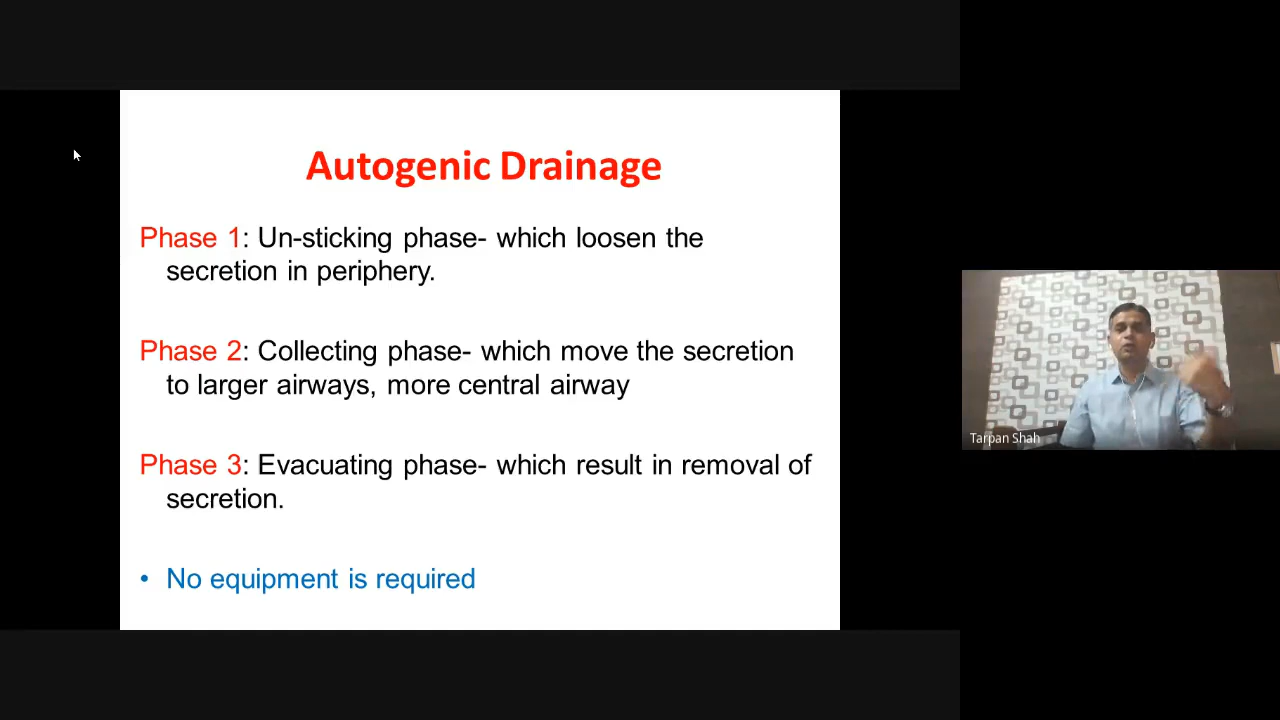 Autogenic Drainage
Phase 1: Un-sticking phase- which loosen the
secretion in periphery.
Phase 2: Collecting phase- which move the secretion
to larger airways, more central airway
Phase 3: Evacuating phase- which result in removal of
secretion.
• No equipment is required
Tarpan Shah